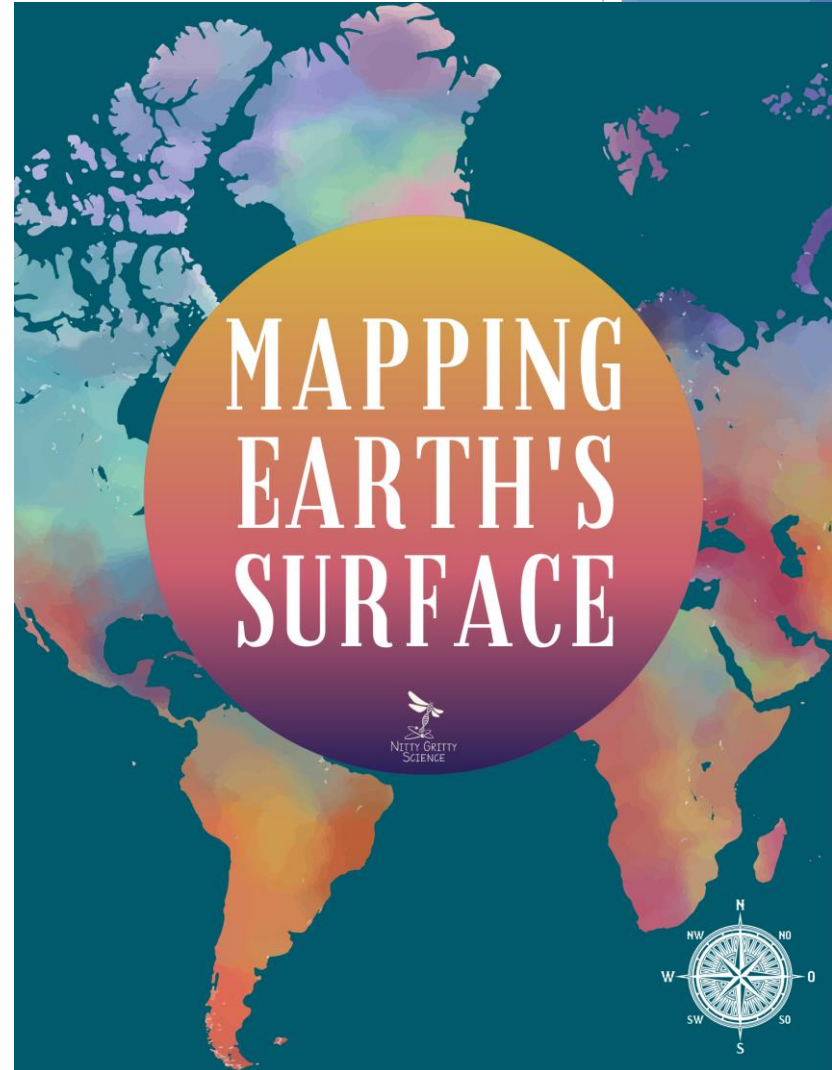 MAPPING
EARTH'S
SURFACE
NITTY GRITTY
SCIENCE
N
NW NO
W O
SW SO
S